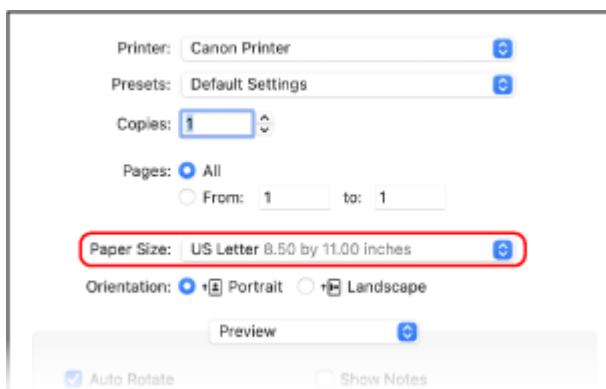 Printer: Canon Printer
Presets: Default Settings
Copies: 1
Pages: All
From: 1 to: 1
Paper Size: US Letter 8.50 by 11.00 inches
Orientation: Portrait Landscape
Preview
Auto Rotate Show Notes